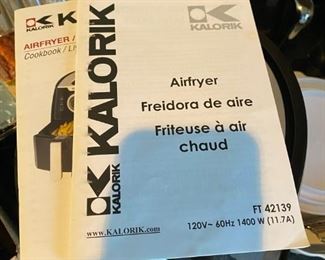 KALORIK
AIRFRYER /
Cookbook /
KALORIK
KALORIK
KALORIK
Airfryer
Freidora de aire
Friteuse à air
chaud
FT 42139
www.KALORIK.com
120V~ 60Hz 1400 W (11.7A)